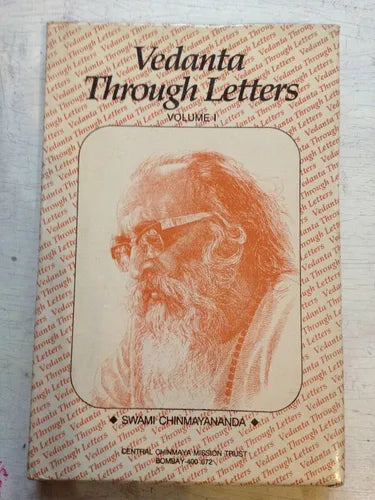 Vedanta
Through Letters
VOLUME I
◆ SWAMI CHINMAYANANDA ◆
CENTRAL CHINMAYA MISSION TRUST
BOMBAY-400 072